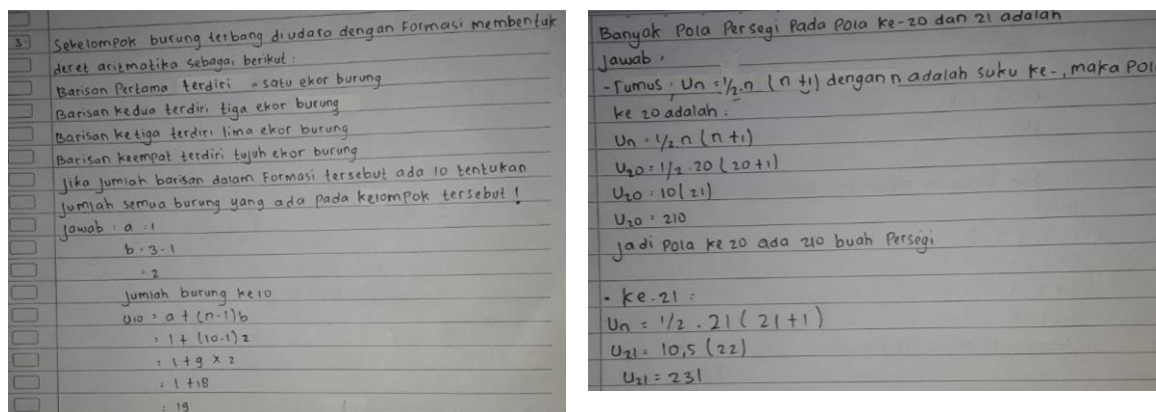 3. Sekelompok burung terbang diudara dengan Formasi membentuk
deret aritmatika sebagai berikut :
Barisan Pertama terdiri - satu ekor burung
Barisan kedua terdiri tiga ekor burung
Barisan ketiga terdiri lima ekor burung
Barisan keempat terdiri tujuh ekor burung
Jika jumlah barisan dalam Formasi tersebut ada 10 tentukan
jumlah semua burung yang ada pada kelompok tersebut !
Jawab : a : 1
b = 3 - 1
= 2
Jumlah burung ke 10
U10 = a + (n-1) b
= 1 + (10-1) 2
= 1 + 9 x 2
= 1 + 18
= 19
Banyak Pola Persegi Pada Pola ke-20 dan 21 adalah
Jawab :
- Rumus : Un = 1/2.n (n+1) dengan n adalah suku ke-, maka Pol
ke 20 adalah :
Un = 1/2.n (n+1)
U20 = 1/2 . 20 (20+1)
U20 = 10 (21)
U20 = 210
Jadi Pola ke 20 ada 210 buah Persegi
- ke-21 :
Un = 1/2 . 21 (21+1)
U21 = 10,5 (22)
U21 = 231